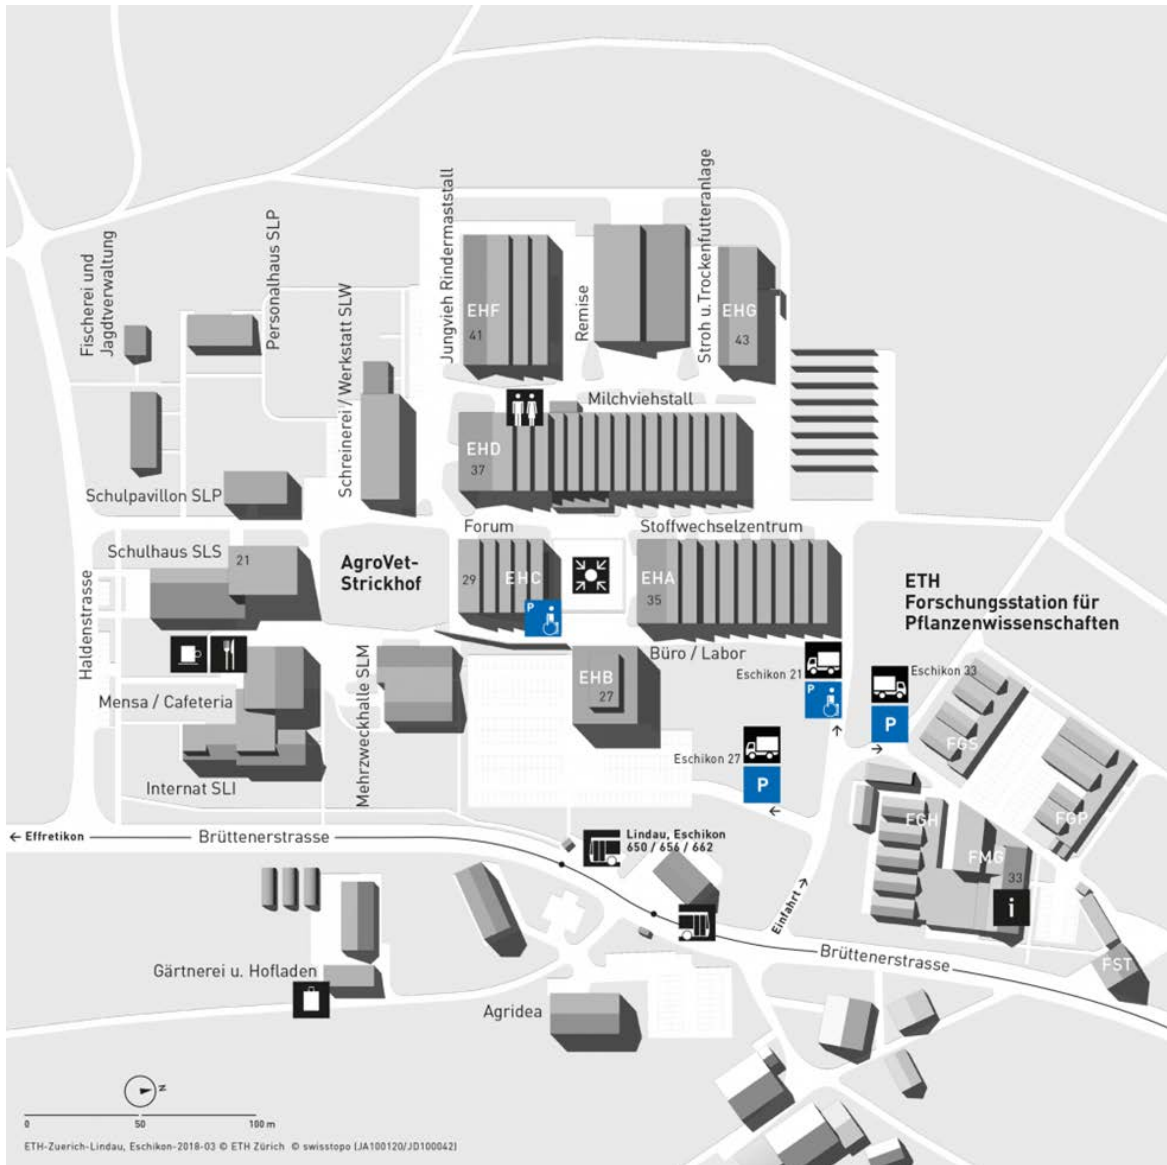 Fischerei und
Jagdtverwaltung
Personalhaus SLP
Schreinerei / Werkstatt SLW
Jungvieh Rindermaststall
Remise
Stroh u.Trockenfutteranlage
EHF
41
EHG
43
Milchviehstall
EHD
37
Schulpavillon SLP
Forum
Stoffwechselzentrum
Schulhaus SLS
21
AgroVet-
Strickhof
29
EHC
P
EHA
35
ETH
Forschungsstation für
Pflanzenwissenschaften
Haldenstrasse
Büro / Labor
Eschikon 21
P
Eschikon 33
P
Mensa / Cafeteria
Mehrzweckhalle SLM
EHB
27
FGS
Eschikon 27
P
Internat SLI
FGH
FGP
← Effretikon
Brüttenerstrasse
Lindau, Eschikon
650 / 656 / 662
FMG
33
i
Einfahrt →
Brüttenerstrasse
FST
Gärtnerei u. Hofladen
Agridea
N
0 50 100 m
ETH-Zuerich-Lindau, Eschikon-2018-03 © ETH Zürich © swisstopo (JA100120/JD100042)